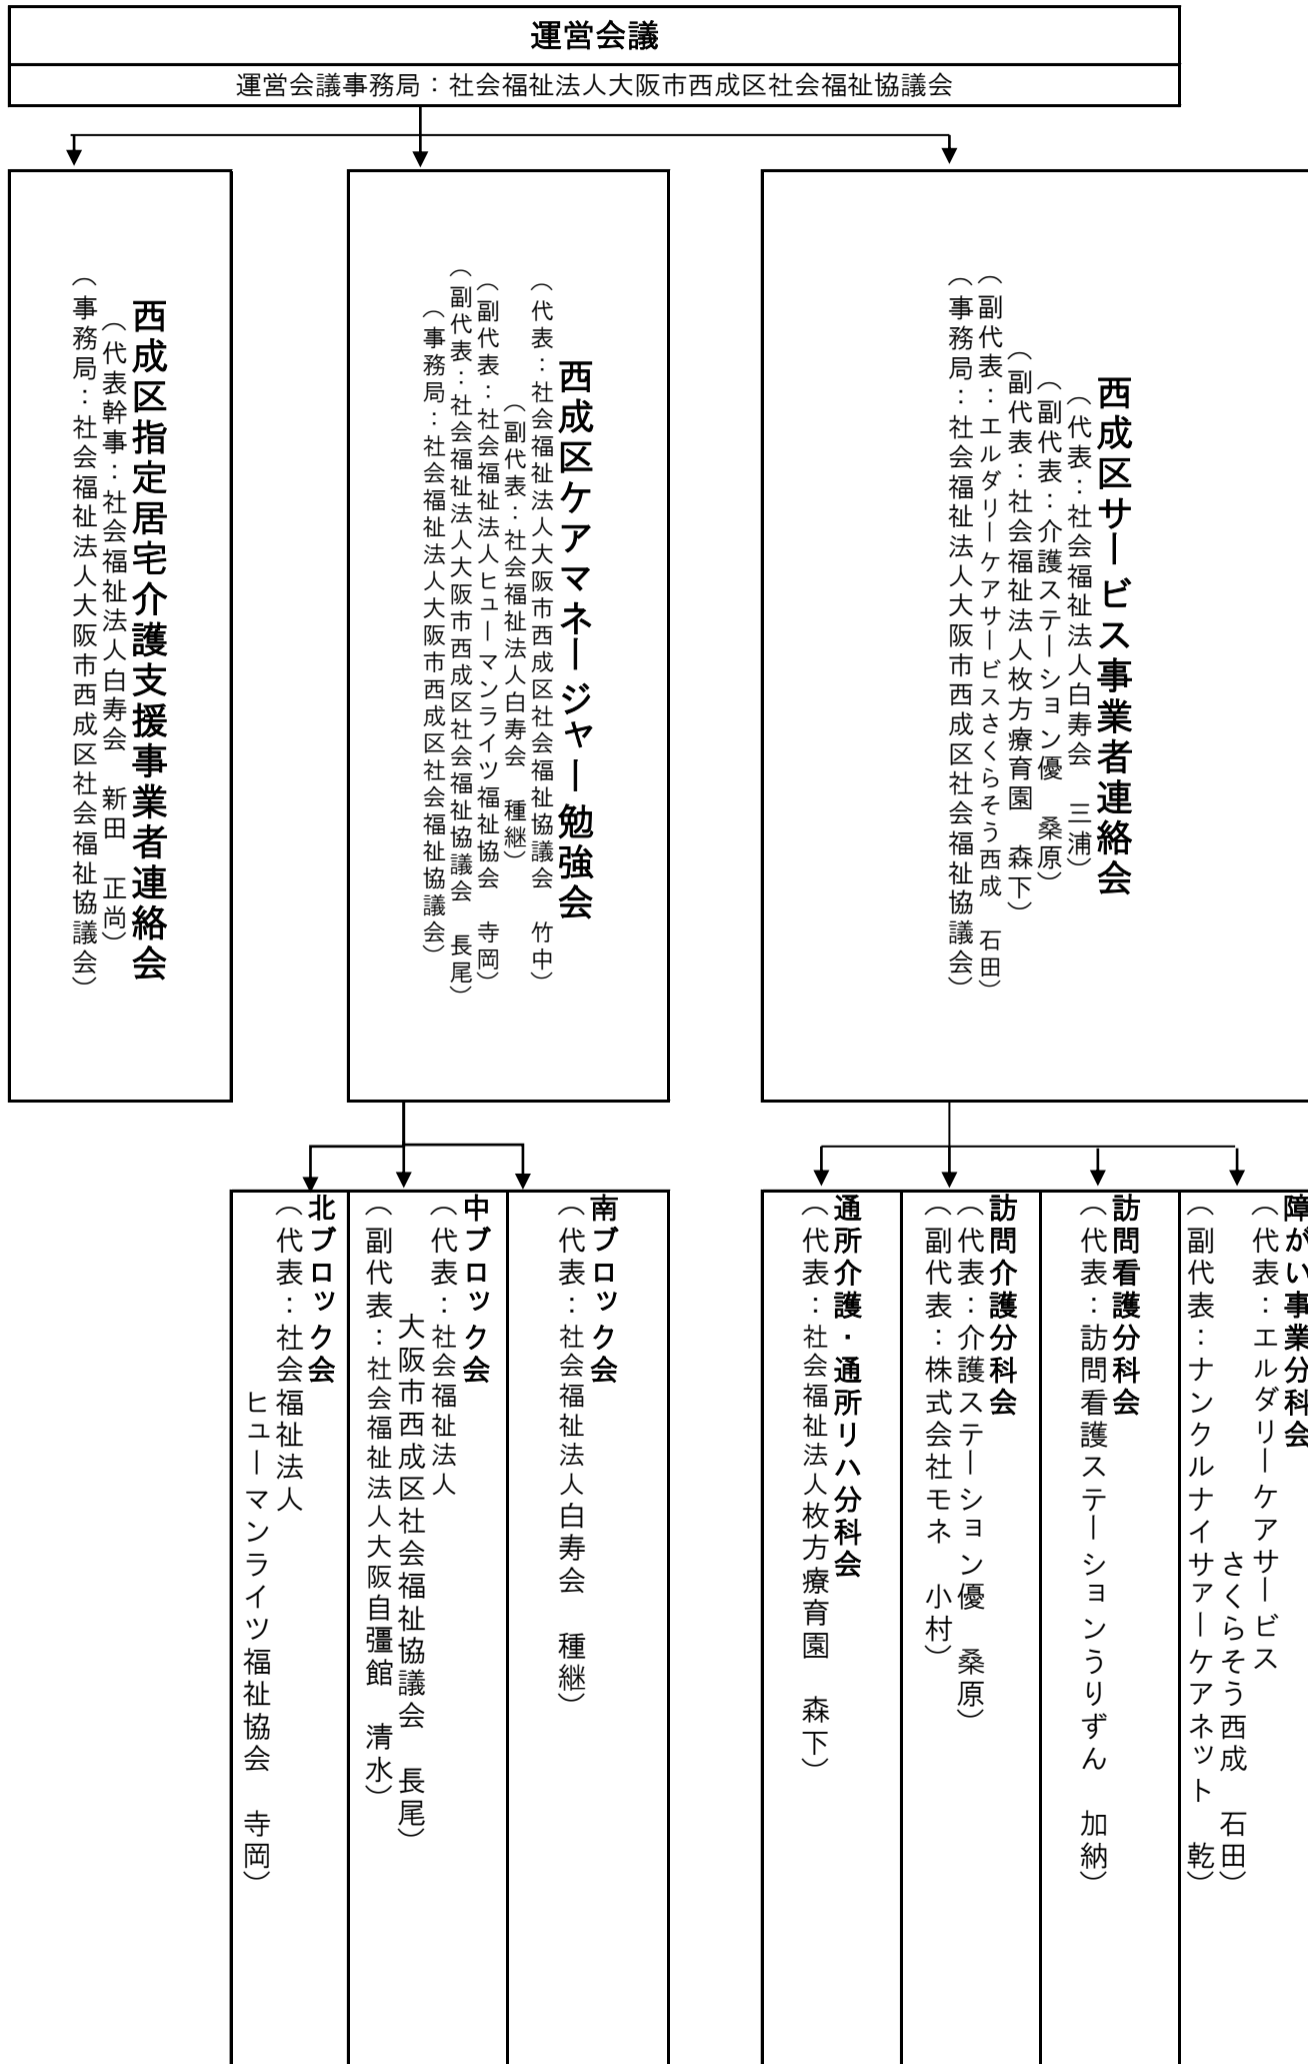 運営会議
運営会議事務局：社会福祉法人大阪市西成区社会福祉協議会
西成区指定居宅介護支援事業者連絡会
（代表幹事：社会福祉法人白寿会　新田　正尚）
（事務局：社会福祉法人大阪市西成区社会福祉協議会）
西成区ケアマネージャー勉強会
（代表：社会福祉法人大阪市西成区社会福祉協議会　竹中）
（副代表：社会福祉法人白寿会　種継）
（副代表：社会福祉法人ヒューマンライツ福祉協会　寺岡）
（副代表：社会福祉法人大阪市西成区社会福祉協議会　長尾）
（事務局：社会福祉法人大阪市西成区社会福祉協議会）
西成区サービス事業者連絡会
（代表：社会福祉法人白寿会　三浦）
（副代表：介護ステーション優　桑原）
（副代表：社会福祉法人枚方療育園　森下）
（副代表：エルダリーケアサービスさくらそう西成　石田）
（事務局：社会福祉法人大阪市西成区社会福祉協議会）
北ブロック会
（代表：社会福祉法人
ヒューマンライツ福祉協会　寺岡）
中ブロック会
（代表：社会福祉法人
大阪市西成区社会福祉協議会　長尾）
（副代表：社会福祉法人大阪自彊館　清水）
南ブロック会
（代表：社会福祉法人白寿会　種継）
通所介護・通所リハ分科会
（代表：社会福祉法人枚方療育園　森下）
訪問介護分科会
（代表：介護ステーション優　桑原）
（副代表：株式会社モネ　小村）
訪問看護分科会
（代表：訪問看護ステーションうりずん　加納）
障がい事業分科会
（代表：エルダリーケアサービス
さくらそう西成　石田）
（副代表：ナンクルナイサァーケアネット　乾）